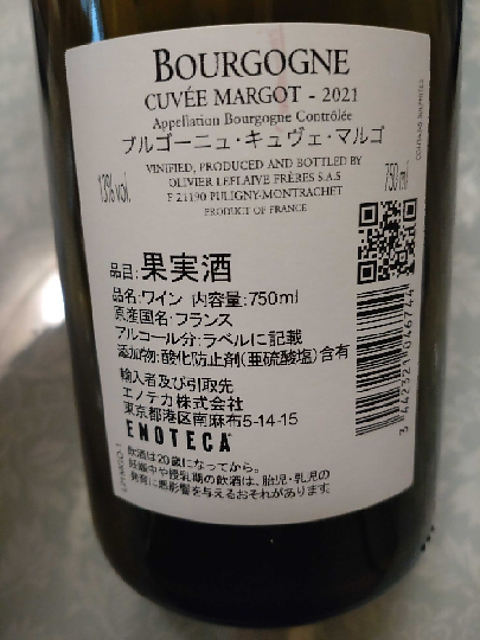 BOURGOGNE
CUVÉE MARGOT - 2021
Appellation Bourgogne Contrôlée
ブルゴーニュ・キュヴェ・マルゴ
VINIFIED, PRODUCED AND BOTTLED BY
OLIVIER LEFLAIVE FRÈRES S.A.S
F 21190 PULIGNY-MONTRACHET
PRODUCT OF FRANCE
13% vol.
750 ml
CONTAINS SULPHITES
品目:果実酒
品名:ワイン 内容量:750ml
原産国名:フランス
アルコール分:ラベルに記載
添加物:酸化防止剤(亜硫酸塩)含有
輸入者及び引取先
エノテカ株式会社
東京都港区南麻布5-14-15
ENOTECA
飲酒は20歳になってから。
妊娠中や授乳期の飲酒は、胎児・乳児の
発育に悪影響を与えるおそれがあります
3 442321 046744